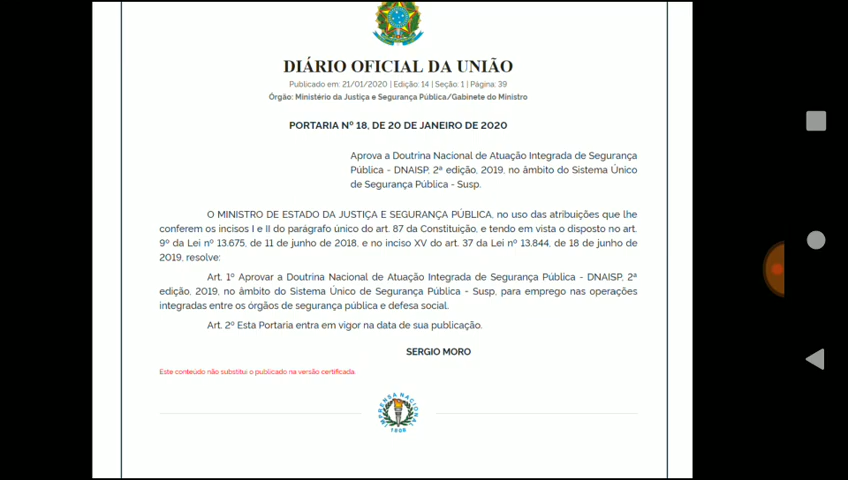 DIÁRIO OFICIAL DA UNIÃO
Publicado em: 21/01/2020 | Edição: 14 | Seção: 1 | Página: 39
Órgão: Ministério da Justiça e Segurança Pública/Gabinete do Ministro
PORTARIA Nº 18, DE 20 DE JANEIRO DE 2020
Aprova a Doutrina Nacional de Atuação Integrada de Segurança
Pública - DNAISP, 2ª edição, 2019, no âmbito do Sistema Único
de Segurança Pública - Susp.
O MINISTRO DE ESTADO DA JUSTIÇA E SEGURANÇA PÚBLICA, no uso das atribuições que lhe
conferem os incisos I e II do parágrafo único do art. 87 da Constituição, e tendo em vista o disposto no art.
9º da Lei nº 13.675, de 11 de junho de 2018, e no inciso XV do art. 37 da Lei nº 13.844, de 18 de junho de
2019, resolve:
Art. 1º Aprovar a Doutrina Nacional de Atuação Integrada de Segurança Pública - DNAISP, 2ª
edição, 2019, no âmbito do Sistema Único de Segurança Pública - Susp, para emprego nas operações
integradas entre os órgãos de segurança pública e defesa social.
Art. 2º Esta Portaria entra em vigor na data de sua publicação.
SERGIO MORO
Este conteúdo não substitui o publicado na versão certificada.
IMPRENSA NACIONAL
1808